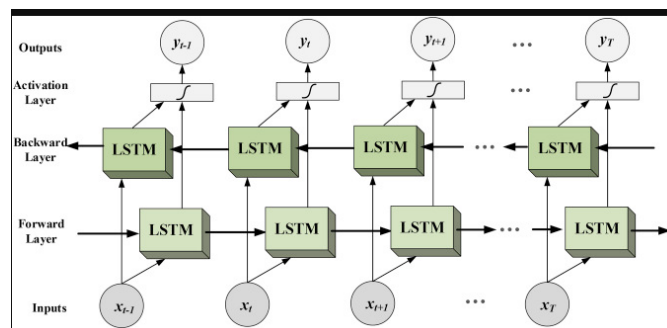 Outputs y_{t-1} y_t y_{t+1} ... y_T
Activation
Layer ...
Backward
Layer LSTM LSTM LSTM ... LSTM
Forward
Layer LSTM LSTM LSTM ... LSTM
Inputs x_{t-1} x_t x_{t+1} ... x_T